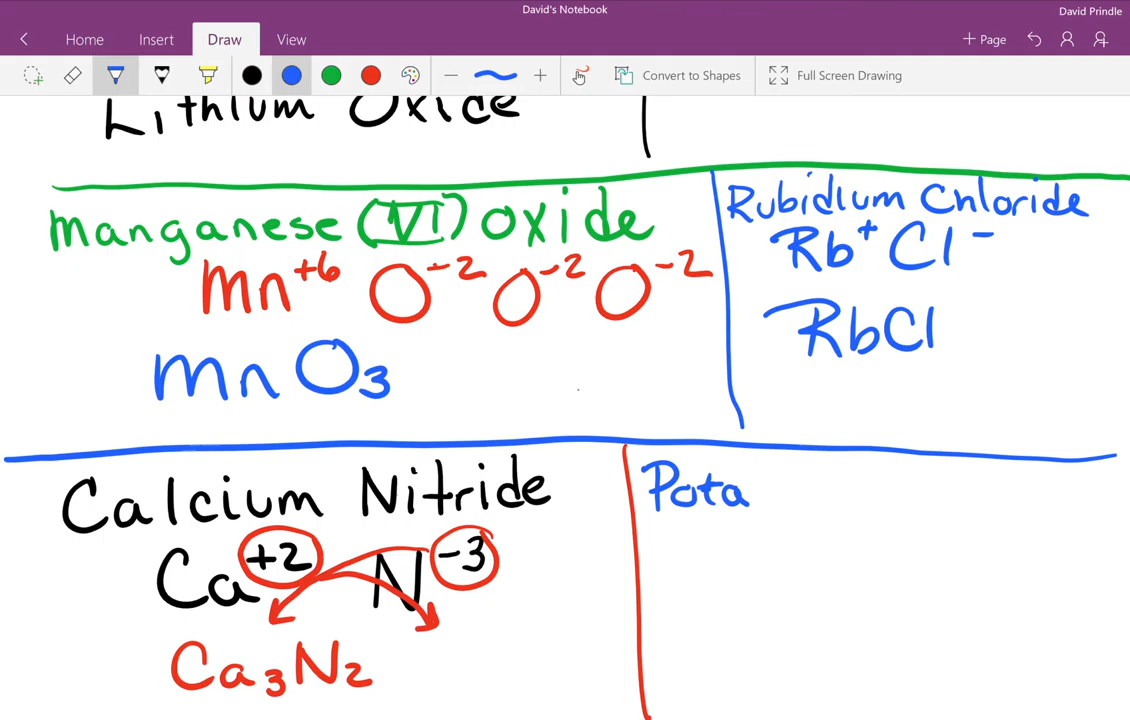 David's Notebook
David Prindle
Home Insert Draw View
Page
Convert to Shapes Full Screen Drawing
Lithium Oxide
Manganese (VI) Oxide
Mn+6 O-2 O-2 O-2
MnO3
Rubidium Chloride
Rb+ Cl-
RbCl
Calcium Nitride
Ca+2 N-3
Ca3N2
Pota